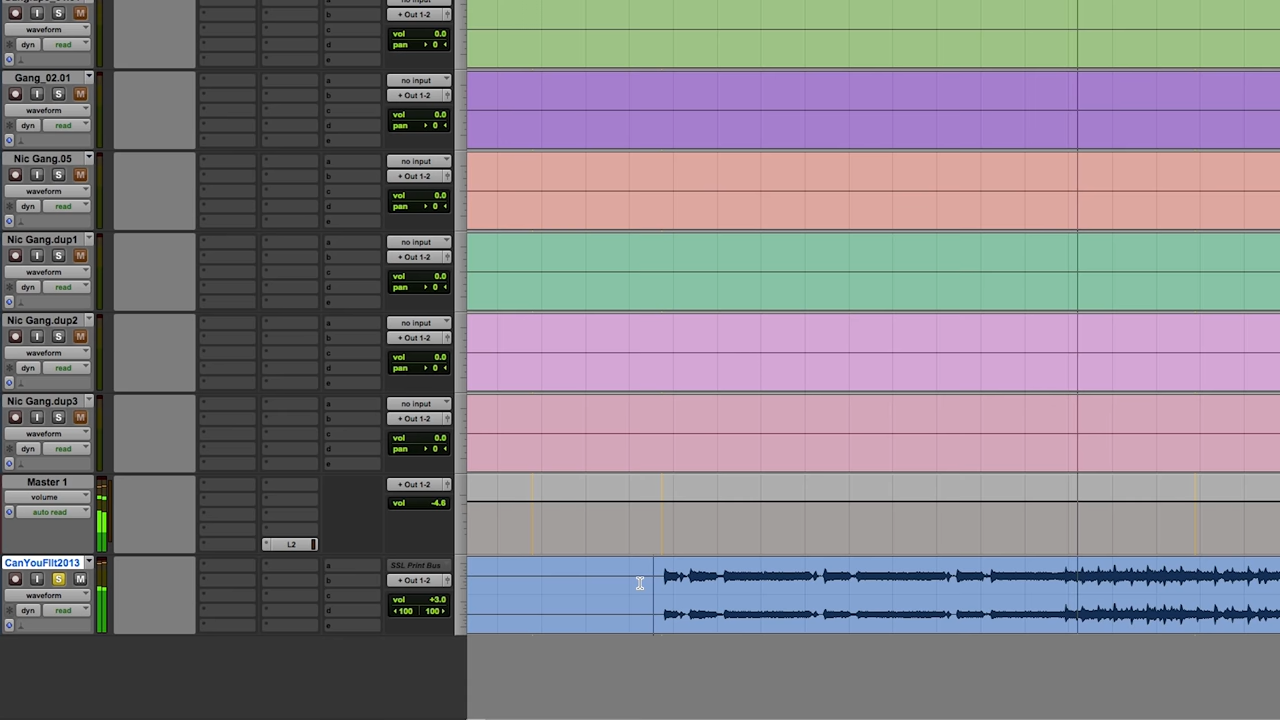 no input
I S M b + Out 1-2
waveform c vol 0.0
dyn read d pan 0
e
Gang_02.01 a no input
I S M b + Out 1-2
waveform c vol 0.0
dyn read d pan 0
e
Nic Gang.05 a no input
I S M b + Out 1-2
waveform c vol 0.0
dyn read d pan 0
e
Nic Gang.dup1 a no input
I S M b + Out 1-2
waveform c vol 0.0
dyn read d pan 0
e
Nic Gang.dup2 a no input
I S M b + Out 1-2
waveform c vol 0.0
dyn read d pan 0
e
Nic Gang.dup3 a no input
I S M b + Out 1-2
waveform c vol 0.0
dyn read d pan 0
e
Master 1 + Out 1-2
volume vol -4.6
auto read
L2
CanYouFIlt2013 a SSL Print Bus
I S M b + Out 1-2
waveform c vol +3.0
dyn read d 100 100
e